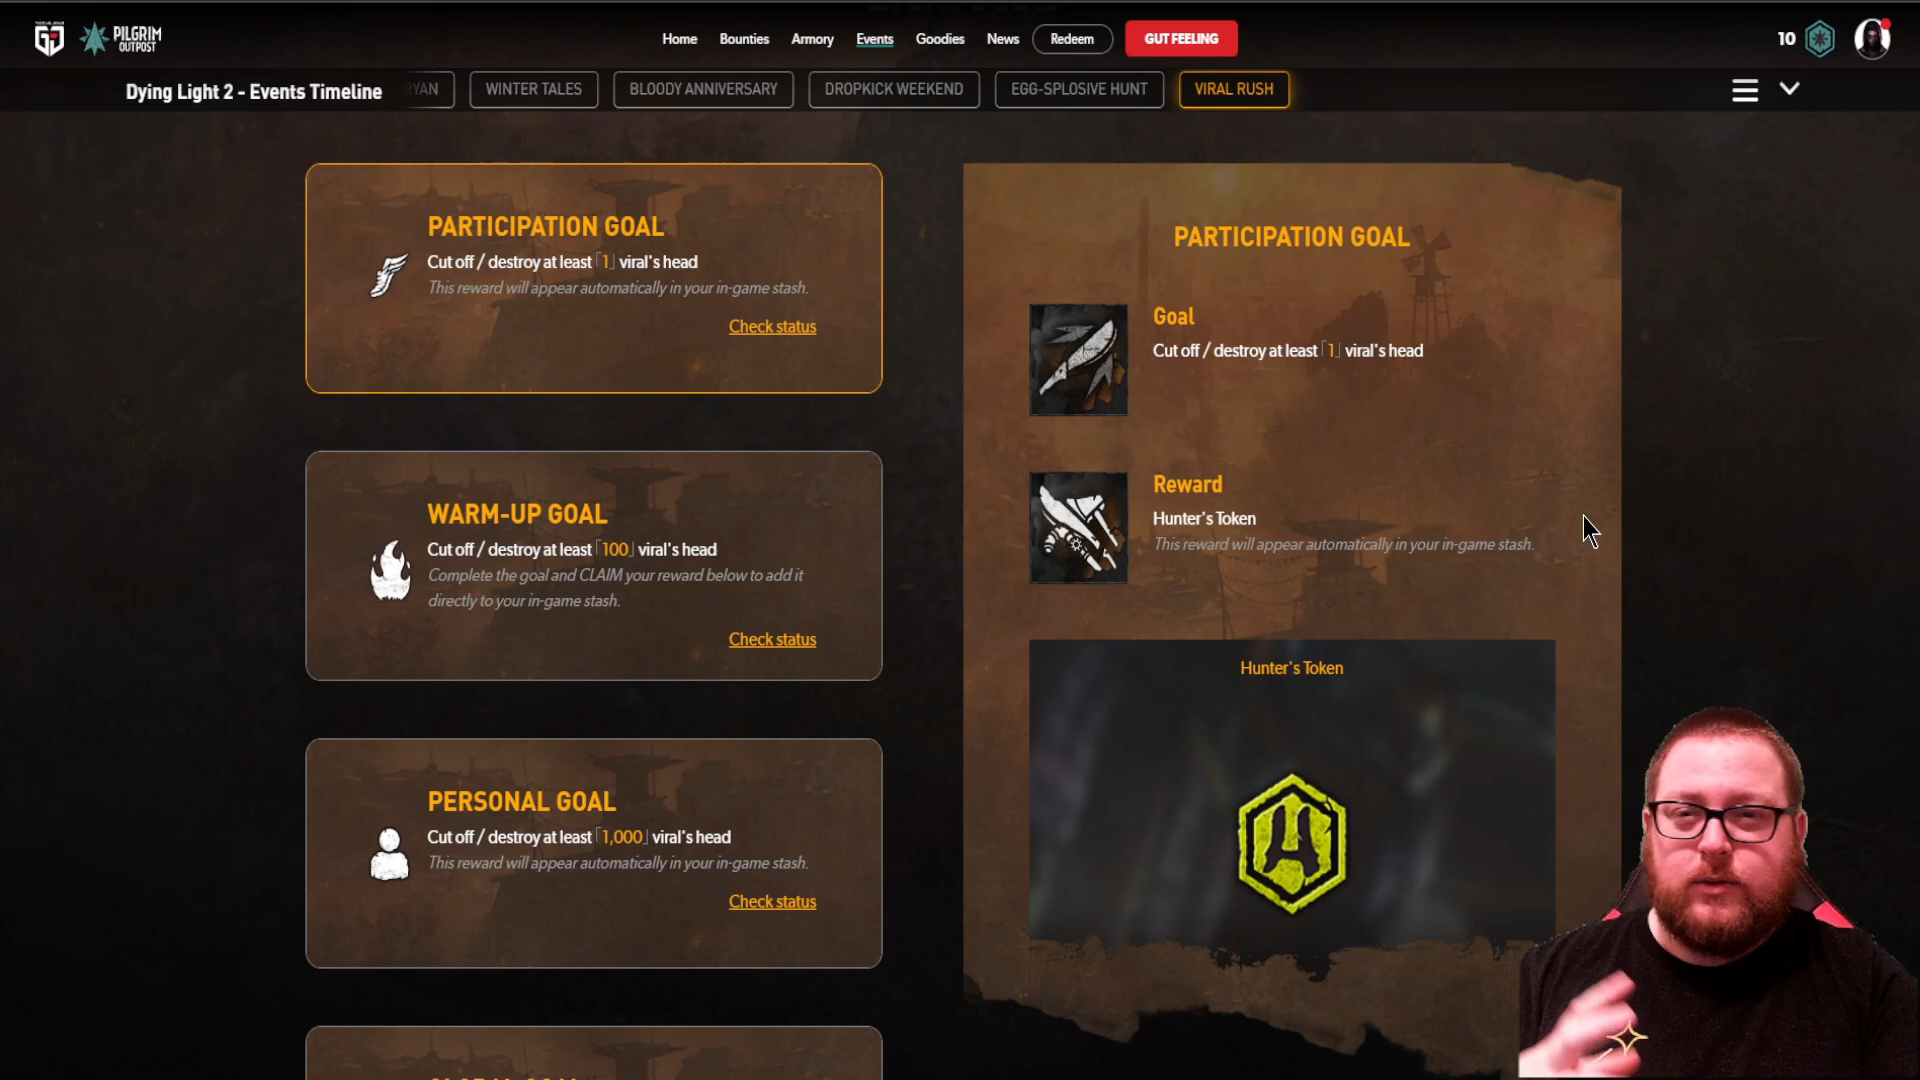 PILGRIM
OUTPOST
Home
Bounties
Armory
Events
Goodies
News
Redeem
GUT FEELING
10
Dying Light 2 - Events Timeline
RYAN
WINTER TALES
BLOODY ANNIVERSARY
DROPKICK WEEKEND
EGG-SPLOSIVE HUNT
VIRAL RUSH
PARTICIPATION GOAL
Cut off / destroy at least「1」viral's head
This reward will appear automatically in your in-game stash.
Check status
WARM-UP GOAL
Cut off / destroy at least「100」viral's head
Complete the goal and CLAIM your reward below to add it
directly to your in-game stash.
Check status
PERSONAL GOAL
Cut off / destroy at least「1,000」viral's head
This reward will appear automatically in your in-game stash.
Check status
PARTICIPATION GOAL
Goal
Cut off / destroy at least「1」viral's head
Reward
Hunter's Token
This reward will appear automatically in your in-game stash.
Hunter's Token